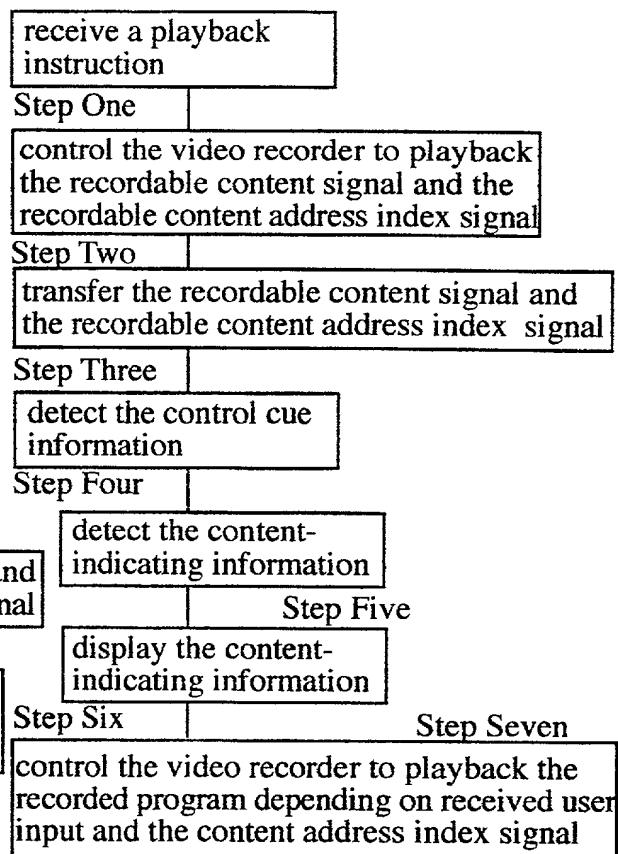 receive a playback
instruction
Step One
control the video recorder to playback
the recordable content signal and the
recordable content address index signal
Step Two
transfer the recordable content signal and
the recordable content address index signal
Step Three
detect the control cue
information
Step Four
detect the content-
indicating information
Step Five
display the content-
indicating information
Step Six
Step Seven
control the video recorder to playback the
recorded program depending on received user
input and the content address index signal